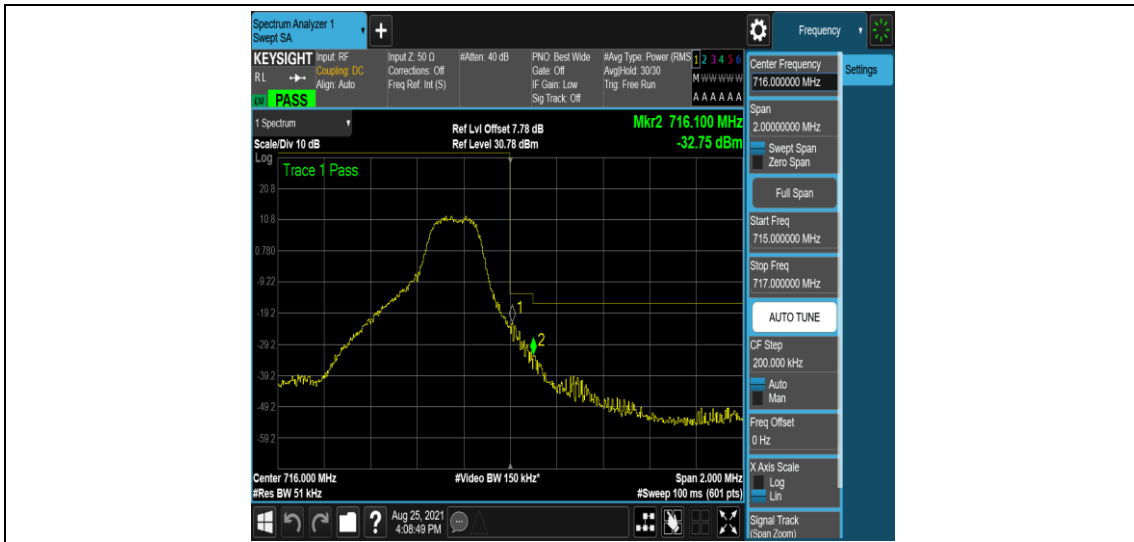 Spectrum Analyzer 1
Swept SA
+
Frequency
KEYSIGHT
R L
LXI
PASS
Input: RF
Coupling: DC
Align: Auto
Input Z: 50 Ω
Corrections: Off
Freq Ref: Int (S)
#Atten: 40 dB
PNO: Best Wide
Gate: Off
IF Gain: Low
Sig Track: Off
#Avg Type: Power (RMS
Avg|Hold: 30/30
Trig: Free Run
1 2 3 4 5 6
M W W W W W
A A A A A A
1 Spectrum
Scale/Div 10 dB
Ref Lvl Offset 7.78 dB
Ref Level 30.78 dBm
Mkr2 716.100 MHz
-32.75 dBm
Log
Trace 1 Pass
20.8
10.8
0.780
-9.22
-19.2
-29.2
-39.2
-49.2
-59.2
1
2
Center 716.000 MHz
#Res BW 51 kHz
#Video BW 150 kHz*
Span 2.000 MHz
#Sweep 100 ms (601 pts)
?
Aug 25, 2021
4:08:49 PM
Center Frequency
716.000000 MHz
Settings
Span
2.00000000 MHz
Swept Span
Zero Span
Full Span
Start Freq
715.000000 MHz
Stop Freq
717.000000 MHz
AUTO TUNE
CF Step
200.000 kHz
Auto
Man
Freq Offset
0 Hz
X Axis Scale
Log
Lin
Signal Track
(Span Zoom)